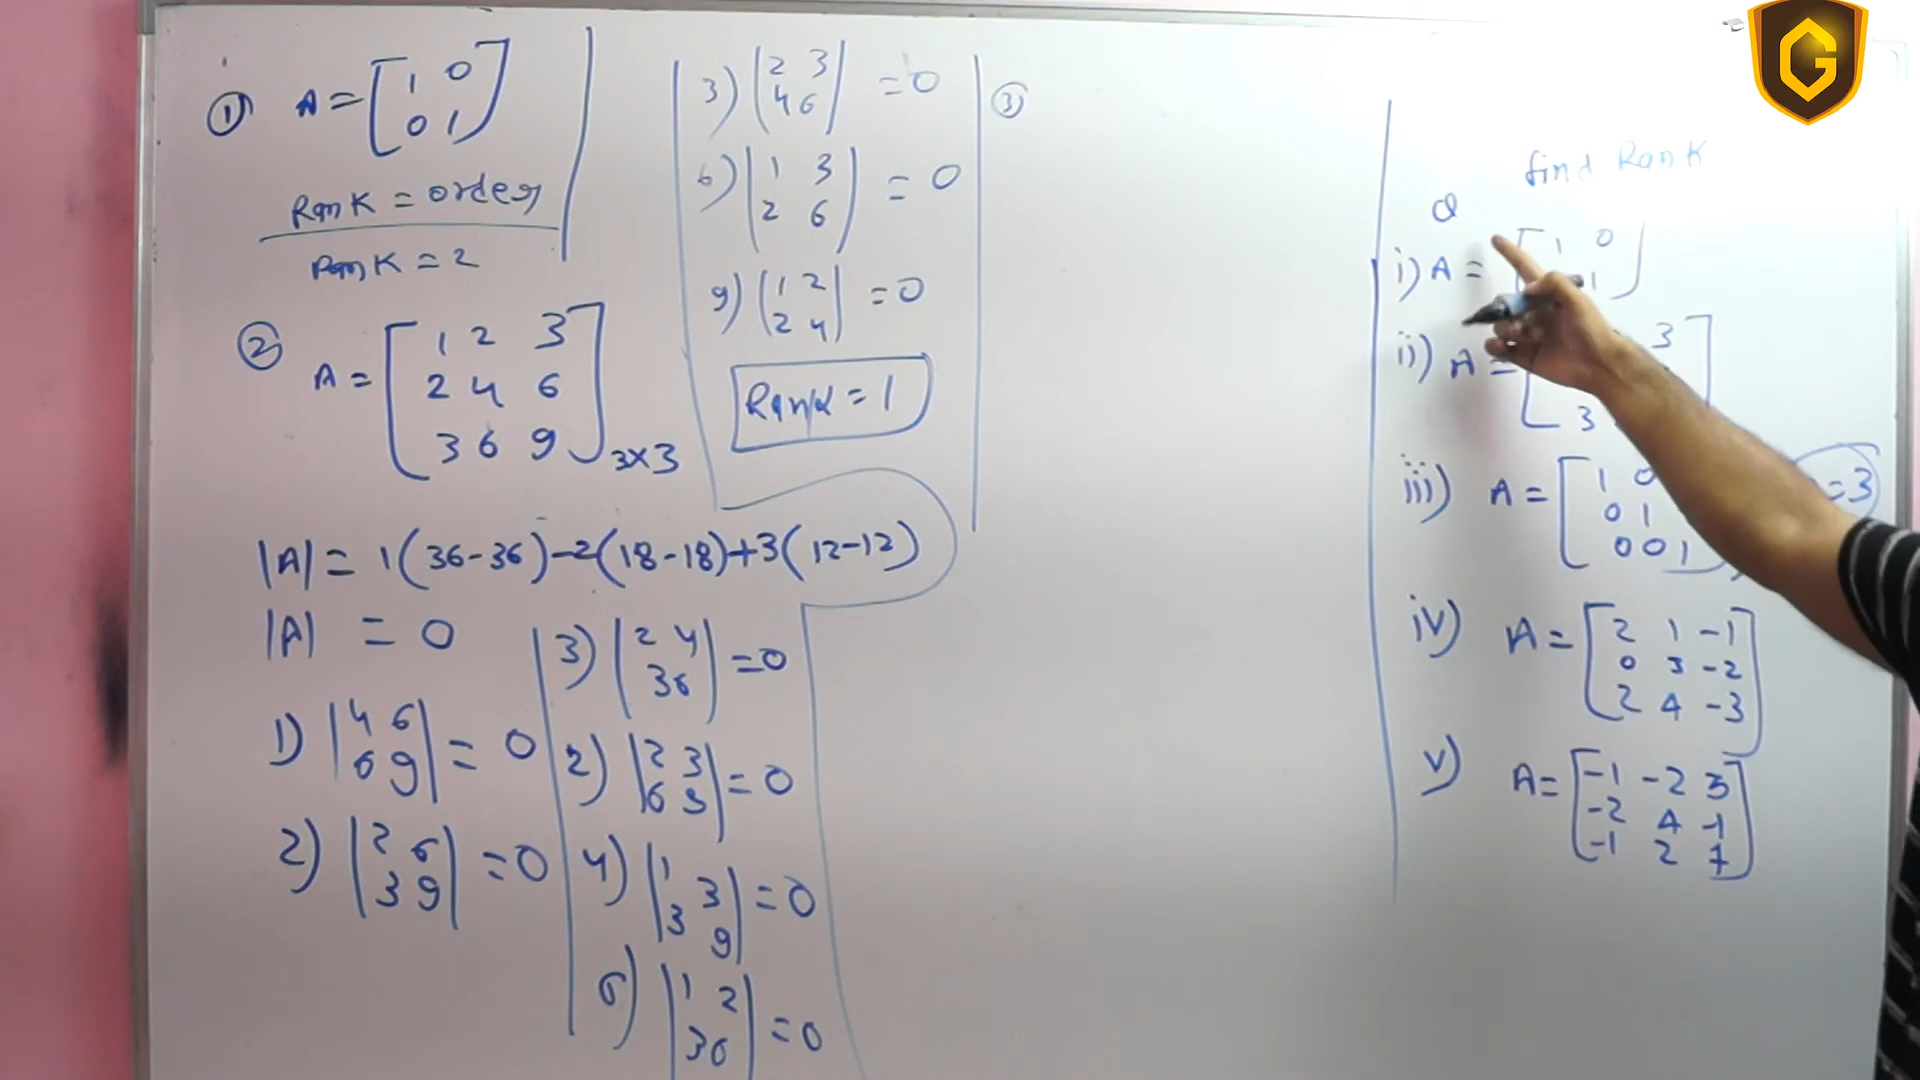 ① A = [1 0
0 1]
Rank = order
Rank = 2
② A = [1 2 3
2 4 6
3 6 9] 3×3
|A| = 1(36-36)-2(18-18)+3(12-12)
|A| = 0
1) |4 6
6 9| = 0
2) |2 6
3 9| = 0
3) |2 4
3 6| = 0
2) |2 3
6 9| = 0
4) |1 3
3 9| = 0
6) |1 2
3 6| = 0
3) |2 3
4 6| = 0
6) |1 3
2 6| = 0
9) |1 2
2 4| = 0
Rank = 1
③
find Rank
Q
i) A = [1 0
1]
ii) A = [ 3
3
iii) A = [1 0
0 1
0 0 1
=3
iv) A = [2 1 -1
0 3 -2
2 4 -3]
v) A = [-1 -2 3
-2 4 -1
-1 2 7]
G